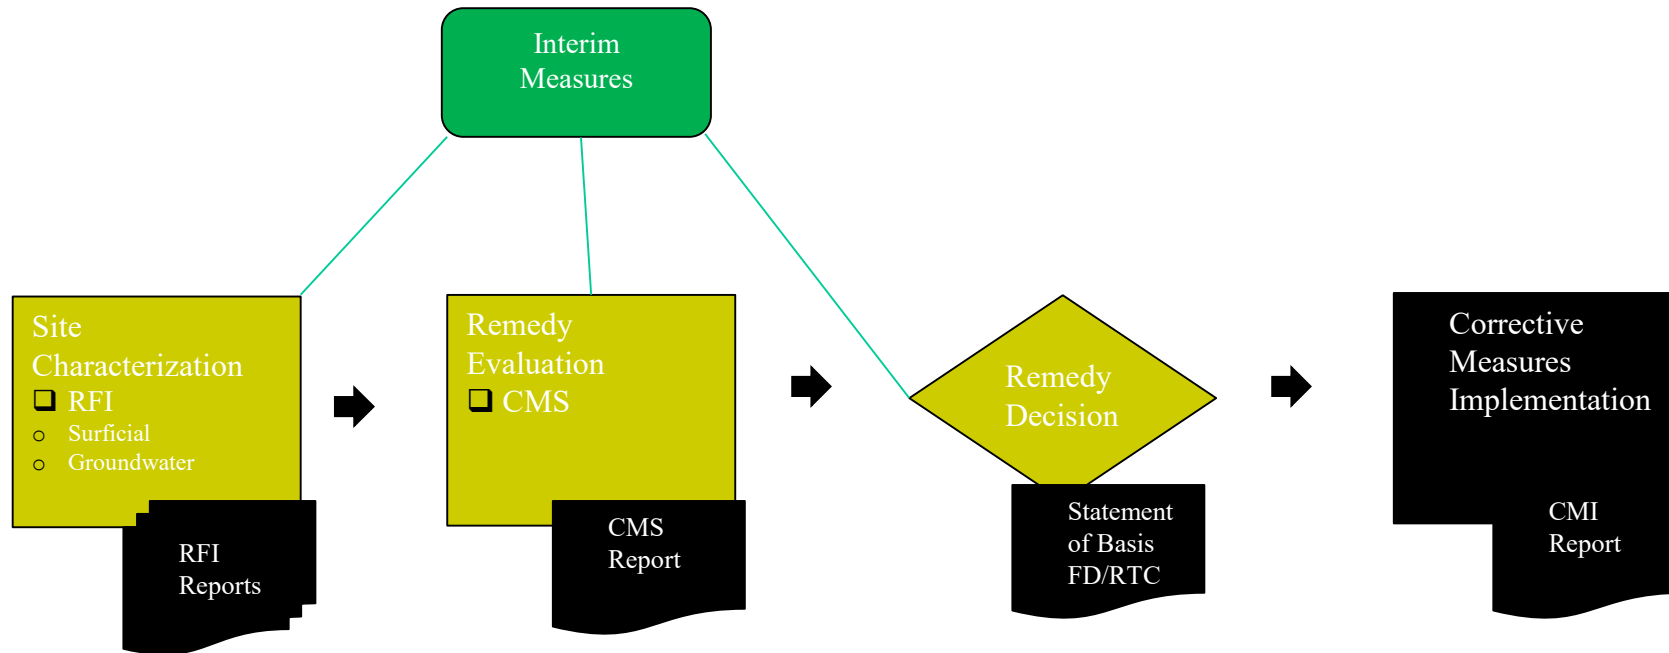 Interim
Measures
Site
Characterization
❑ RFI
o Surficial
o Groundwater
RFI
Reports
Remedy
Evaluation
❑ CMS
CMS
Report
Remedy
Decision
Statement
of Basis
FD/RTC
Corrective
Measures
Implementation
CMI
Report